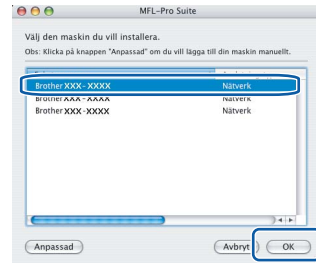 MFL-Pro Suite
Välj den maskin du vill installera.
Obs: Klicka på knappen "Anpassad" om du vill lägga till din maskin manuellt.
Brother XXX-XXXX Nätverk
Brother XXX-XXXX Nätverk
Brother XXX-XXXX Nätverk
Anpassad Avbryt OK